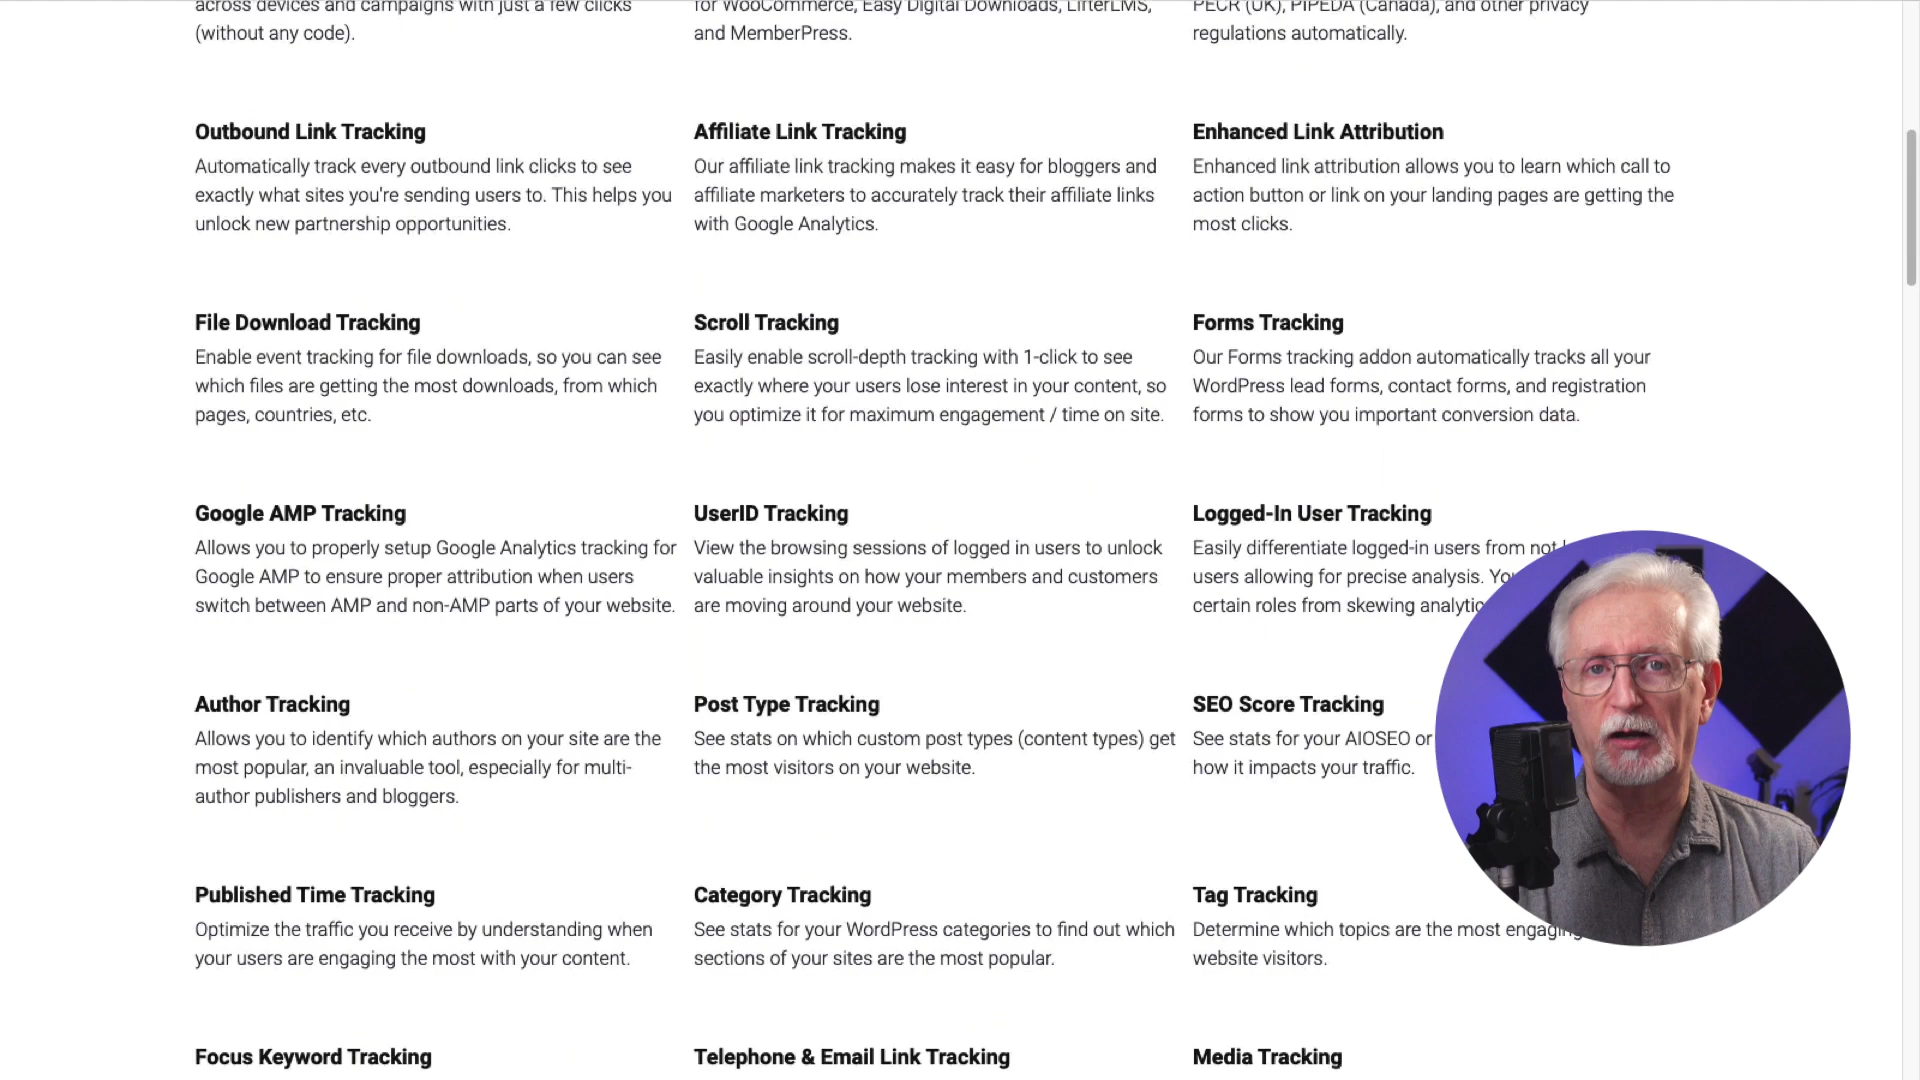 across devices and campaigns with just a few clicks
(without any code).
for WooCommerce, Easy Digital Downloads, LifterLMS,
and MemberPress.
PECR (UK), PIPEDA (Canada), and other privacy
regulations automatically.
Outbound Link Tracking
Automatically track every outbound link clicks to see
exactly what sites you're sending users to. This helps you
unlock new partnership opportunities.
Affiliate Link Tracking
Our affiliate link tracking makes it easy for bloggers and
affiliate marketers to accurately track their affiliate links
with Google Analytics.
Enhanced Link Attribution
Enhanced link attribution allows you to learn which call to
action button or link on your landing pages are getting the
most clicks.
File Download Tracking
Enable event tracking for file downloads, so you can see
which files are getting the most downloads, from which
pages, countries, etc.
Scroll Tracking
Easily enable scroll-depth tracking with 1-click to see
exactly where your users lose interest in your content, so
you optimize it for maximum engagement / time on site.
Forms Tracking
Our Forms tracking addon automatically tracks all your
WordPress lead forms, contact forms, and registration
forms to show you important conversion data.
Google AMP Tracking
Allows you to properly setup Google Analytics tracking for
Google AMP to ensure proper attribution when users
switch between AMP and non-AMP parts of your website.
UserID Tracking
View the browsing sessions of logged in users to unlock
valuable insights on how your members and customers
are moving around your website.
Logged-In User Tracking
Easily differentiate logged-in users from not
users allowing for precise analysis.
certain roles from skewing
Author Tracking
Allows you to identify which authors on your site are the
most popular, an invaluable tool, especially for multi-
author publishers and bloggers.
Post Type Tracking
See stats on which custom post types (content types) get
the most visitors on your website.
SEO Score Tracking
See stats for your AIOSEO or
how it impacts your traffic.
Published Time Tracking
Optimize the traffic you receive by understanding when
your users are engaging the most with your content.
Category Tracking
See stats for your WordPress categories to find out which
sections of your sites are the most popular.
Tag Tracking
Determine which topics are the most engaging
website visitors.
Focus Keyword Tracking
Telephone & Email Link Tracking
Media Tracking